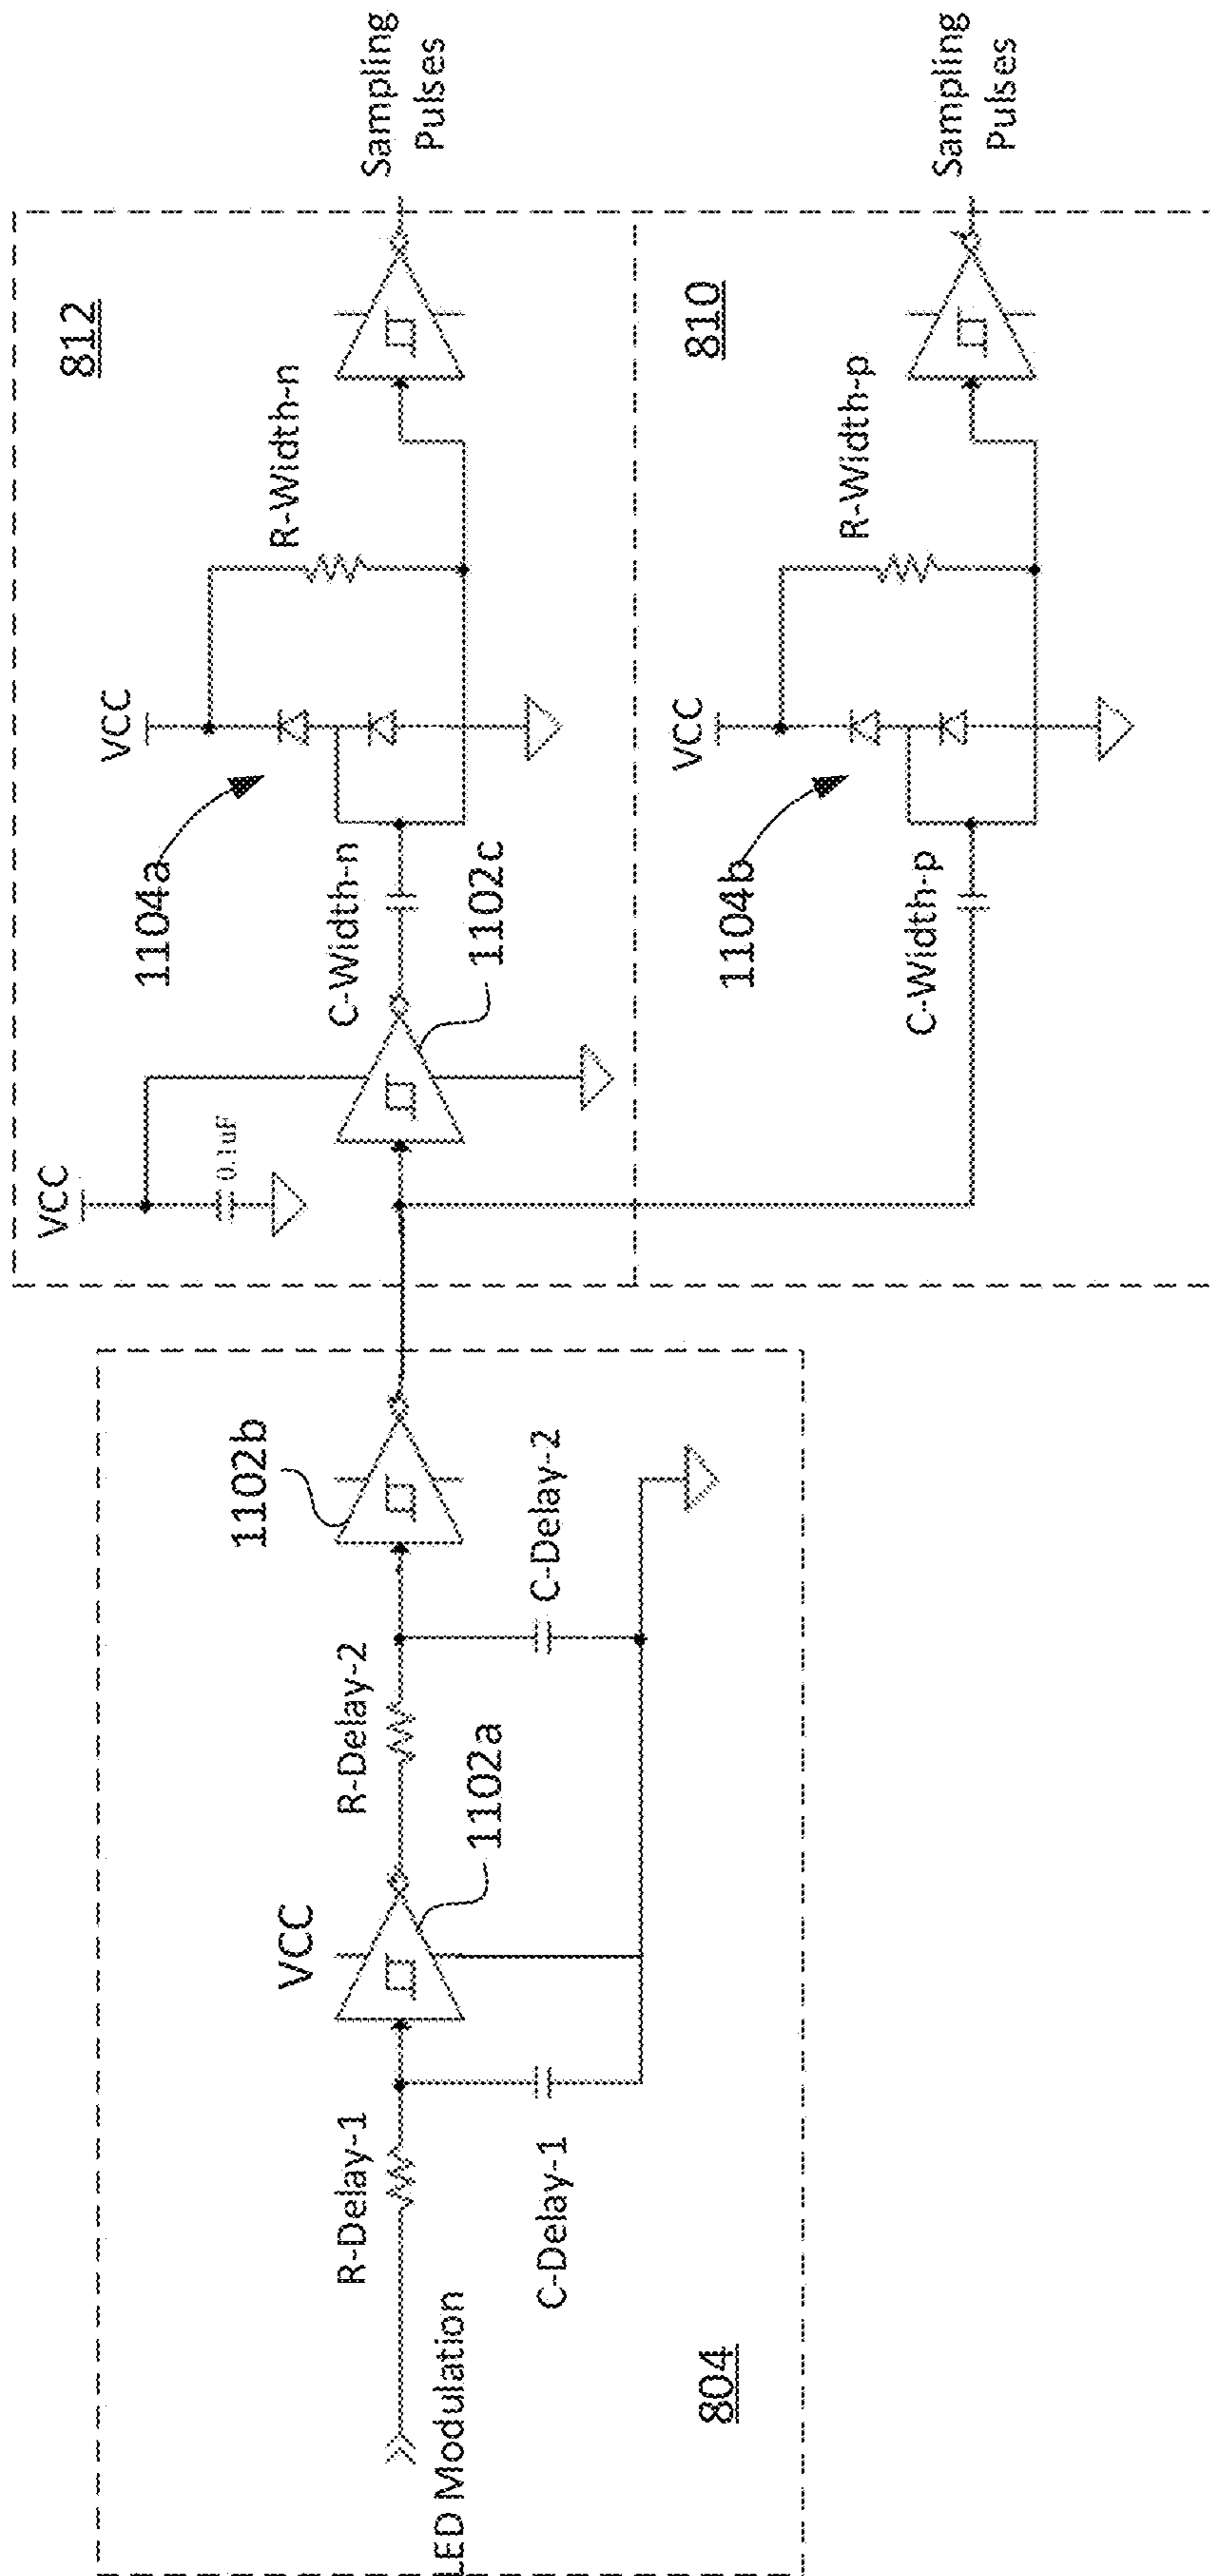 LED Modulation
R-Delay-1
C-Delay-1
VCC
1102a
R-Delay-2
C-Delay-2
1102b
804
VCC
0.1uF
1102c
C-Width-n
1104a
VCC
R-Width-n
812
Sampling
Pulses
C-Width-p
1104b
VCC
R-Width-p
810
Sampling
Pulses